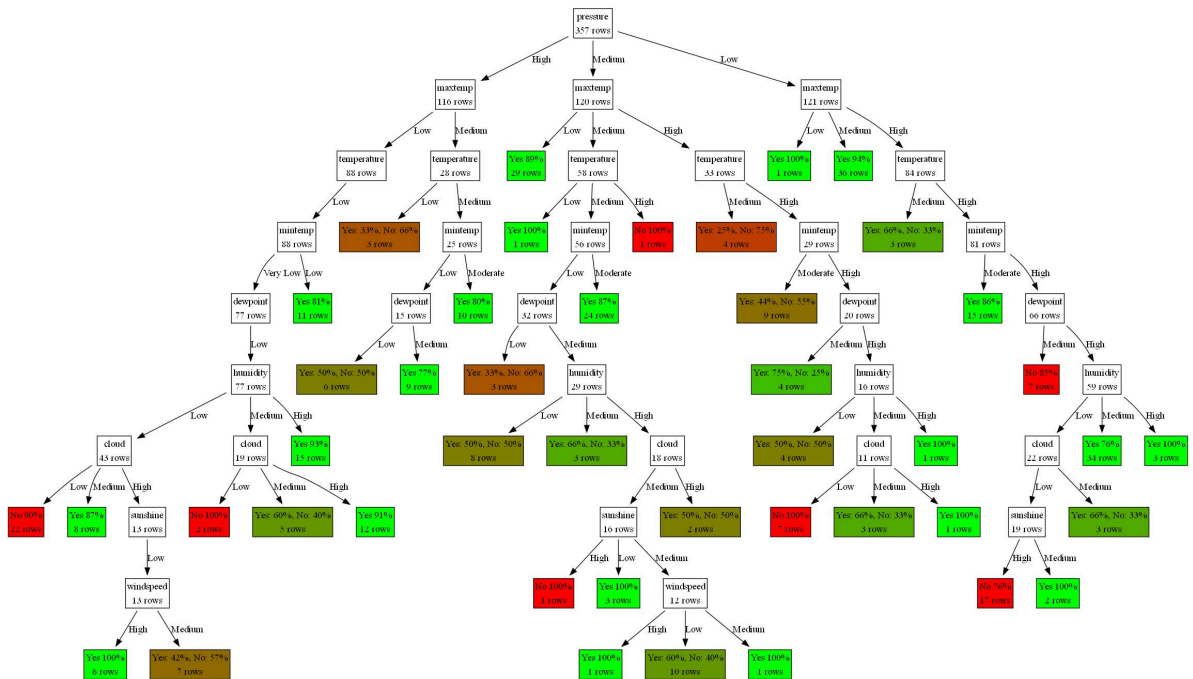 pressure
357 rows
High
Medium
Low
maxtemp
116 rows
maxtemp
120 rows
maxtemp
121 rows
Low
Medium
Low
Medium
High
Low
Medium
High
temperature
88 rows
temperature
28 rows
Yes 89%
29 rows
temperature
58 rows
temperature
33 rows
Yes 100%
1 rows
Yes 94%
36 rows
temperature
84 rows
Low
Low
Medium
Low
Medium
High
Medium
High
Medium
High
mintemp
88 rows
Yes: 33%, No: 66%
3 rows
mintemp
25 rows
Yes 100%
1 rows
mintemp
56 rows
No 100%
1 rows
Yes: 25%, No: 75%
4 rows
mintemp
29 rows
Yes: 66%, No: 33%
3 rows
mintemp
81 rows
Very Low
Low
Low
Moderate
Low
Moderate
Moderate
High
Moderate
High
dewpoint
77 rows
Yes 81%
11 rows
dewpoint
15 rows
Yes 80%
10 rows
dewpoint
32 rows
Yes 87%
24 rows
Yes: 44%, No: 55%
9 rows
dewpoint
20 rows
Yes 86%
15 rows
dewpoint
66 rows
Low
Low
Medium
Low
Medium
Medium
High
Medium
High
humidity
77 rows
Yes: 50%, No: 50%
6 rows
Yes 77%
9 rows
Yes: 33%, No: 66%
3 rows
humidity
29 rows
Yes: 75%, No: 25%
4 rows
humidity
16 rows
No 85%
7 rows
humidity
59 rows
Low
Medium
High
Low
Medium
High
Low
Medium
High
Low
Medium
High
cloud
43 rows
cloud
19 rows
Yes 93%
15 rows
Yes: 50%, No: 50%
8 rows
Yes: 66%, No: 33%
3 rows
cloud
18 rows
Yes: 50%, No: 50%
4 rows
cloud
11 rows
Yes 100%
1 rows
cloud
22 rows
Yes 76%
34 rows
Yes 100%
3 rows
Low
Medium
High
Low
Medium
High
Medium
High
Low
Medium
High
Low
Medium
No 90%
22 rows
Yes 87%
8 rows
sunshine
13 rows
No 100%
2 rows
Yes: 60%, No: 40%
5 rows
Yes 91%
12 rows
sunshine
16 rows
Yes: 50%, No: 50%
2 rows
No 100%
7 rows
Yes: 66%, No: 33%
3 rows
Yes 100%
1 rows
sunshine
19 rows
Yes: 66%, No: 33%
3 rows
Low
High
Low
Medium
High
Medium
windspeed
13 rows
No 100%
1 rows
Yes 100%
3 rows
windspeed
12 rows
No 76%
17 rows
Yes 100%
2 rows
High
Medium
High
Low
Medium
Yes 100%
6 rows
Yes: 42%, No: 57%
7 rows
Yes 100%
1 rows
Yes: 60%, No: 40%
10 rows
Yes 100%
1 rows